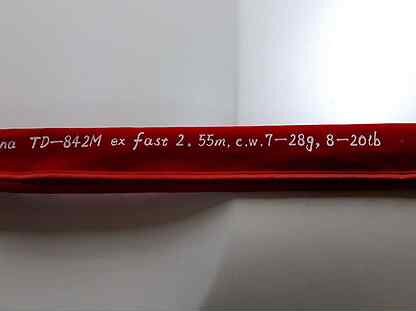 na TD-842M ex fast 2.55m, c.w.7-28g, 8-20lb